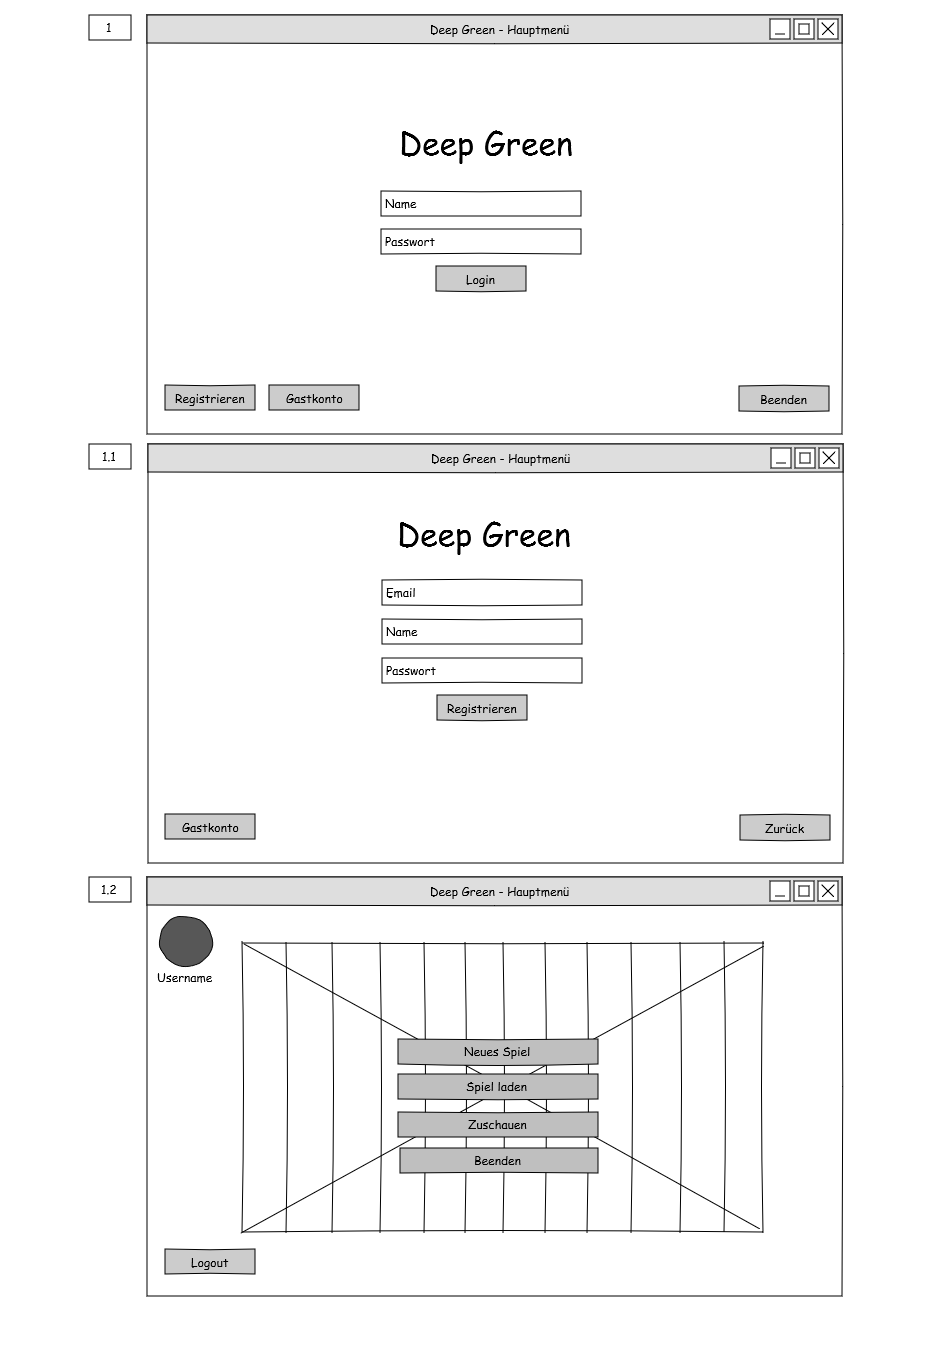 1
Deep Green - Hauptmenü
Deep Green
Name
Passwort
Login
Registrieren
Gastkonto
Beenden
1.1
Deep Green - Hauptmenü
Deep Green
Email
Name
Passwort
Registrieren
Gastkonto
Zurück
1.2
Deep Green - Hauptmenü
Username
Neues Spiel
Spiel laden
Zuschauen
Beenden
Logout